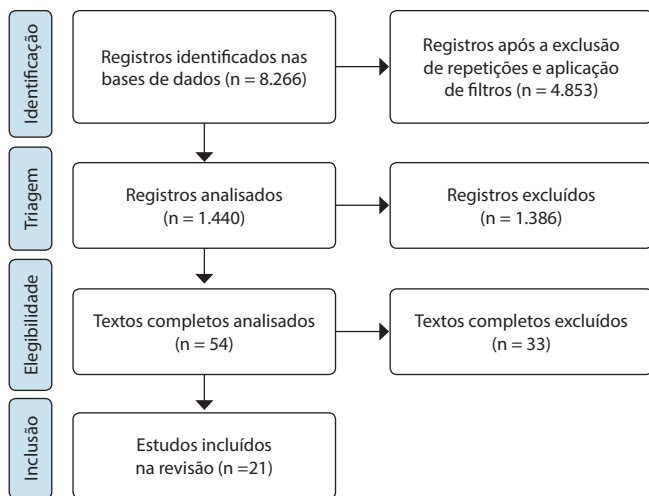 Identificação
Registros identificados nas
bases de dados (n = 8.266)
Registros após a exclusão
de repetições e aplicação
de filtros (n = 4.853)
Triagem
Registros analisados
(n = 1.440)
Registros excluídos
(n = 1.386)
Elegibilidade
Textos completos analisados
(n = 54)
Textos completos excluídos
(n = 33)
Inclusão
Estudos incluídos
na revisão (n =21)